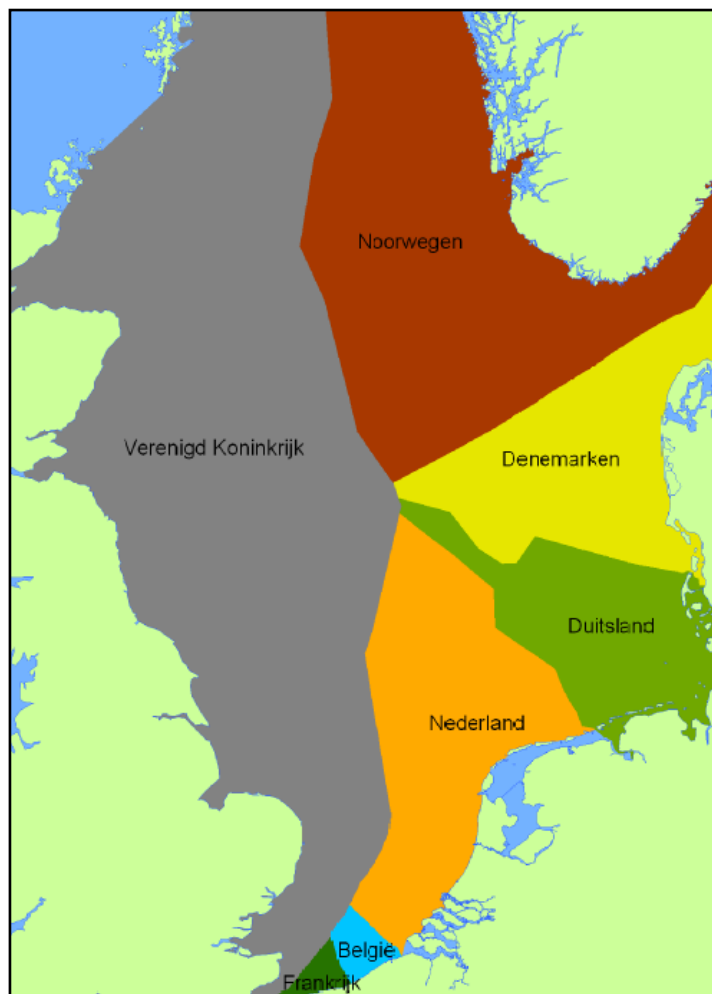 Noorwegen
Verenigd Koninkrijk
Denemarken
Duitsland
Nederland
België
Frankrijk